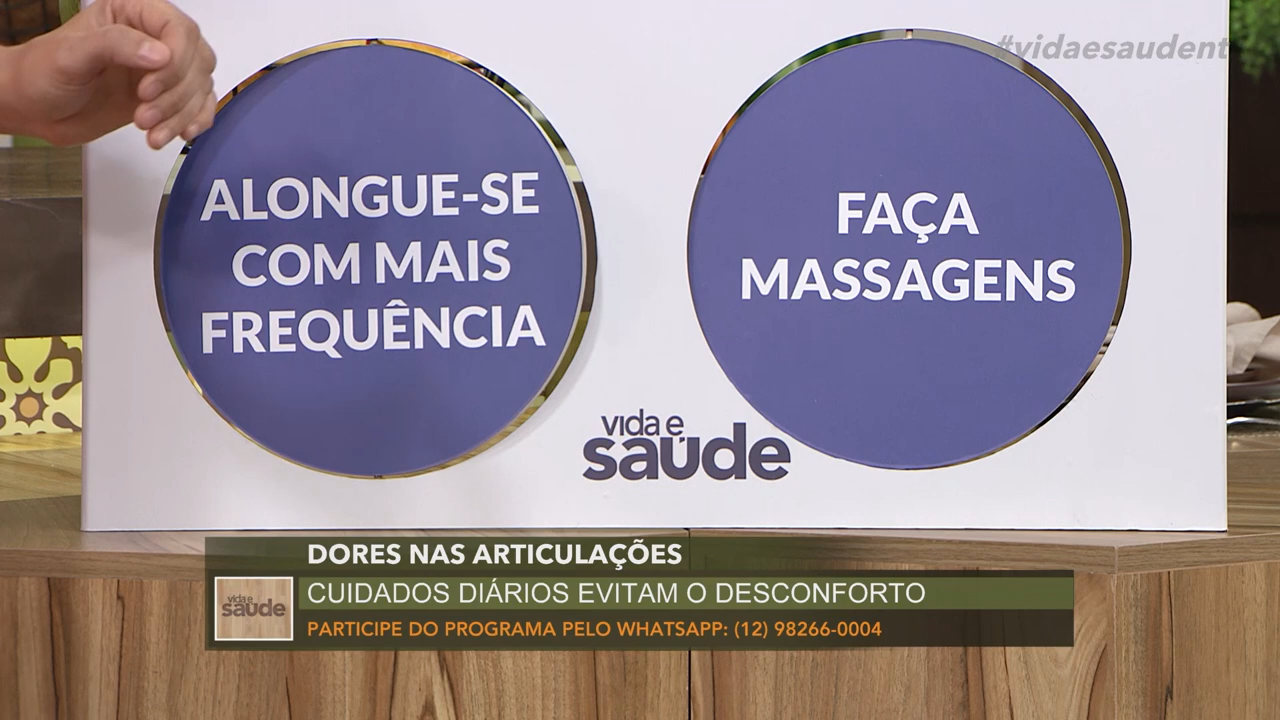 #vidaesaudent
ALONGUE-SE
COM MAIS
FREQUÊNCIA
FAÇA
MASSAGENS
vida e
saúde
DORES NAS ARTICULAÇÕES
vida e
saúde
CUIDADOS DIÁRIOS EVITAM O DESCONFORTO
PARTICIPE DO PROGRAMA PELO WHATSAPP: (12) 98266-0004